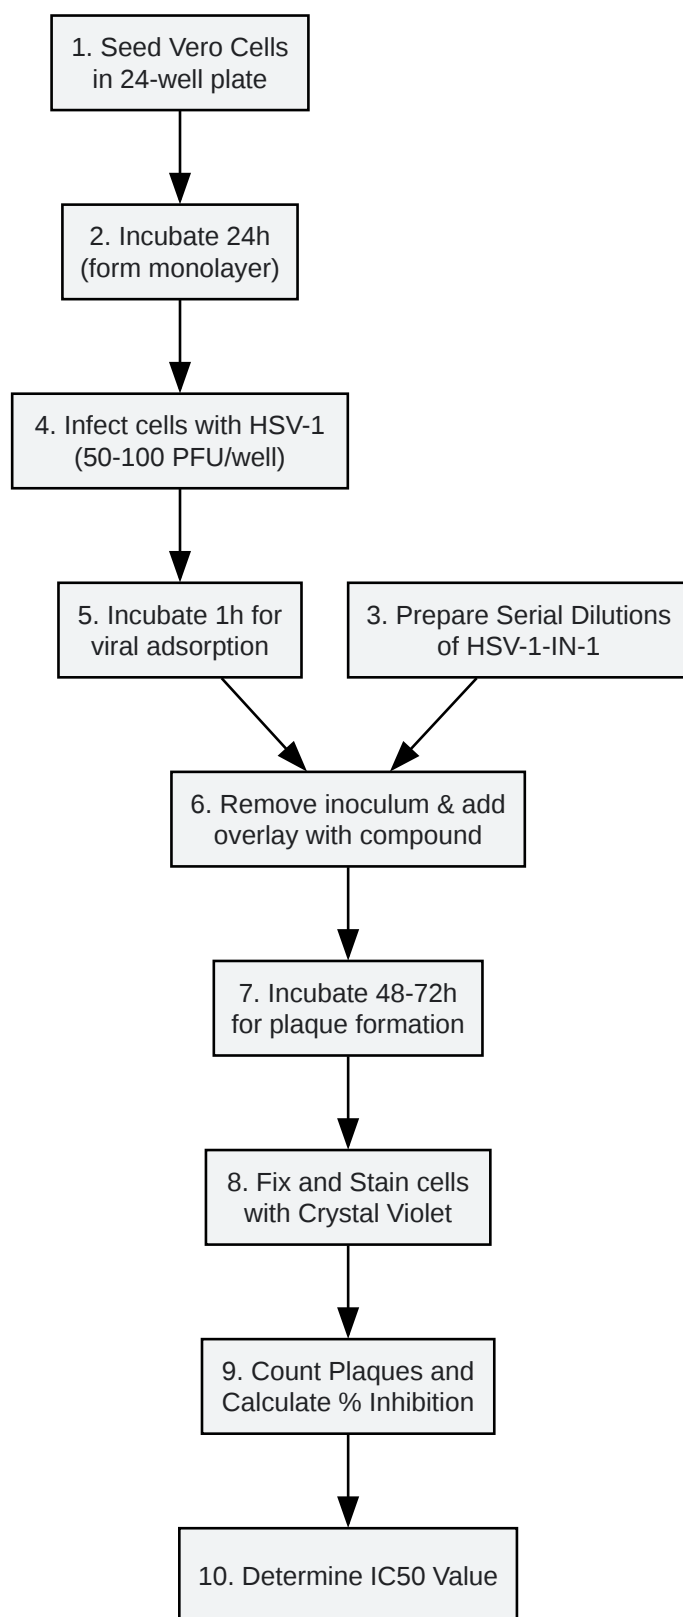 1. Seed Vero Cells
in 24-well plate
2. Incubate 24h
(form monolayer)
4. Infect cells with HSV-1
(50-100 PFU/well)
5. Incubate 1h for
viral adsorption
3. Prepare Serial Dilutions
of HSV-1-IN-1
6. Remove inoculum & add
overlay with compound
7. Incubate 48-72h
for plaque formation
8. Fix and Stain cells
with Crystal Violet
9. Count Plaques and
Calculate % Inhibition
10. Determine IC50 Value